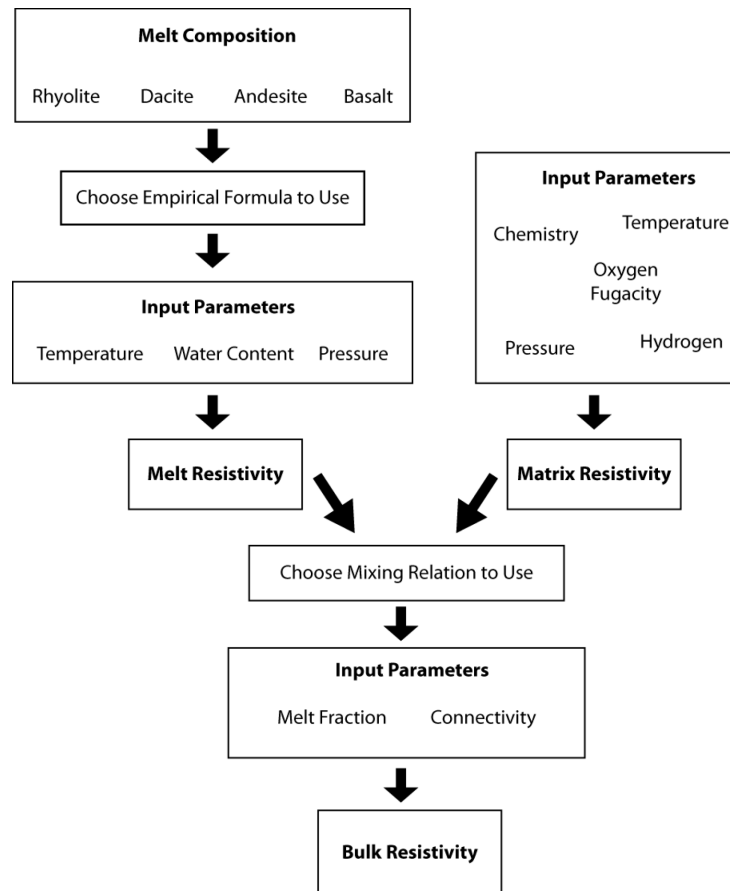 Melt Composition
Rhyolite Dacite Andesite Basalt
Choose Empirical Formula to Use
Input Parameters
Temperature Water Content Pressure
Melt Resistivity
Input Parameters
Chemistry Temperature
Oxygen
Fugacity
Pressure Hydrogen
Matrix Resistivity
Choose Mixing Relation to Use
Input Parameters
Melt Fraction Connectivity
Bulk Resistivity